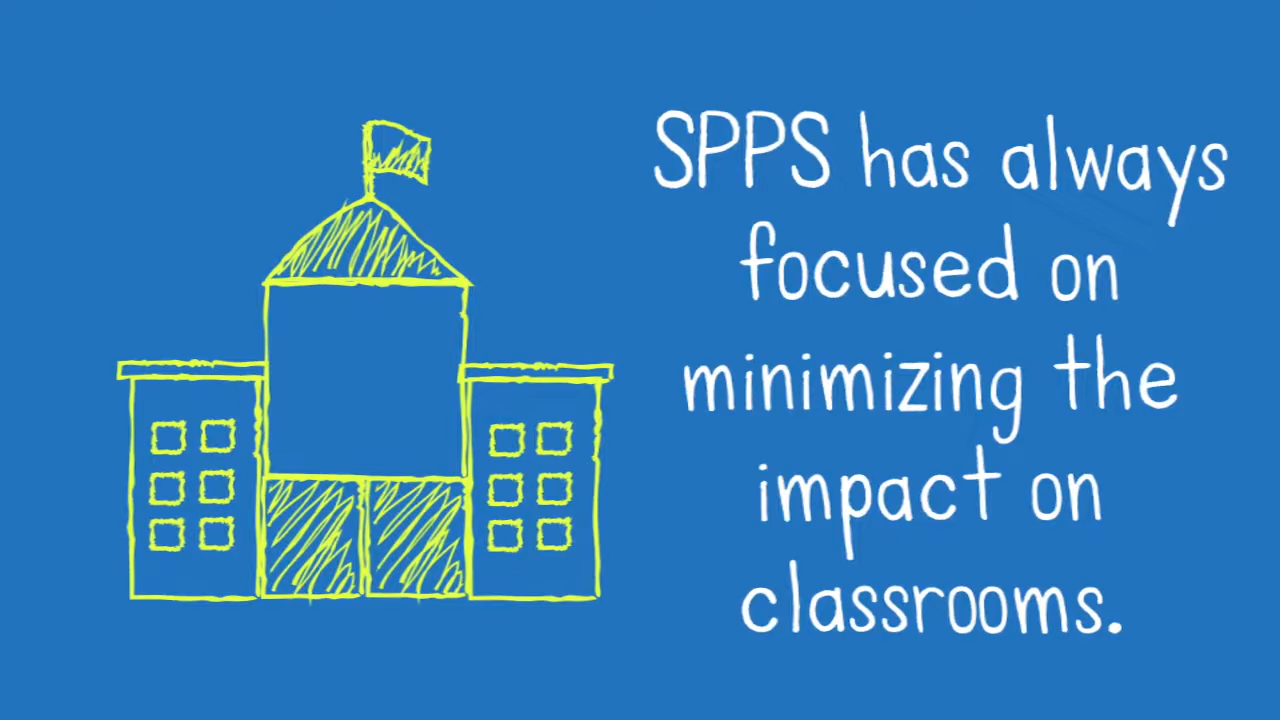 SPPS has always
focused on
minimizing the
impact on
classrooms.